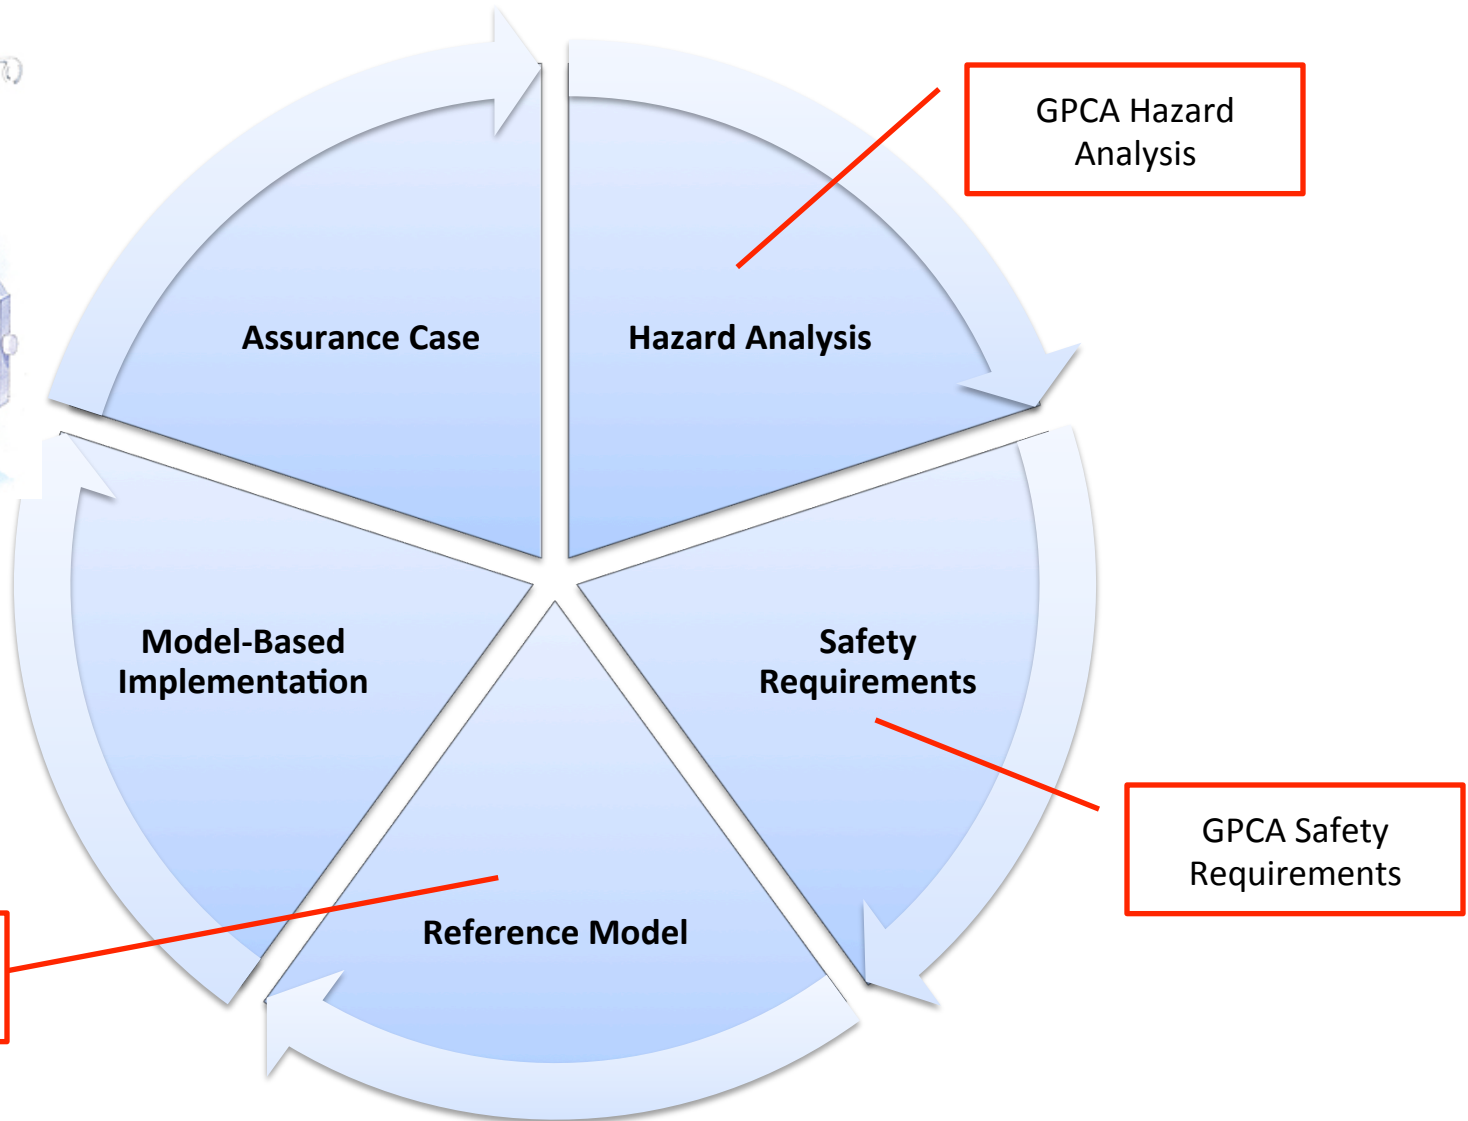 GPCA Hazard
Analysis
Assurance Case
Hazard Analysis
Model-Based
Implementation
Safety
Requirements
GPCA Safety
Requirements
Reference Model